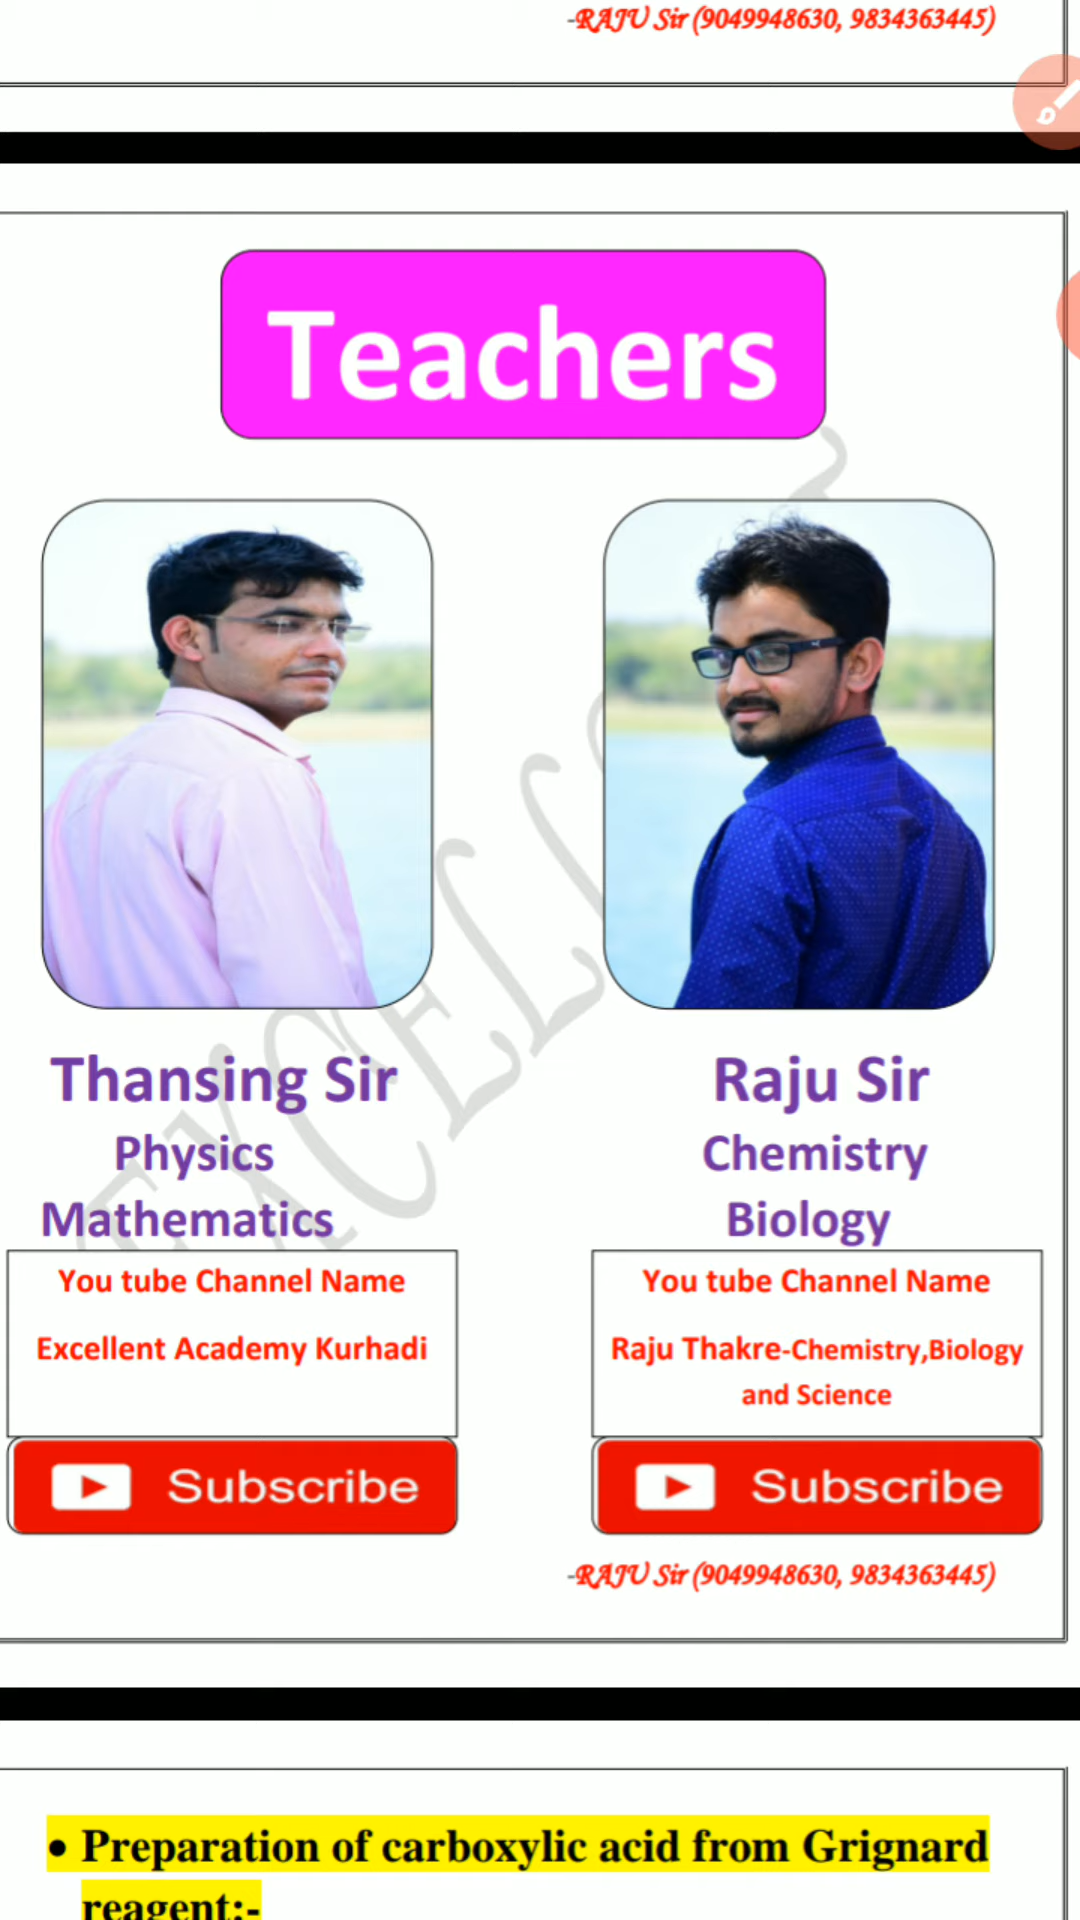 -RAJU Sir (9049948630, 9834363445)
Teachers
Thansing Sir
Physics
Mathematics
You tube Channel Name
Excellent Academy Kurhadi
Subscribe
Raju Sir
Chemistry
Biology
You tube Channel Name
Raju Thakre-Chemistry,Biology
and Science
Subscribe
-RAJU Sir (9049948630, 9834363445)
• Preparation of carboxylic acid from Grignard
reagent:-